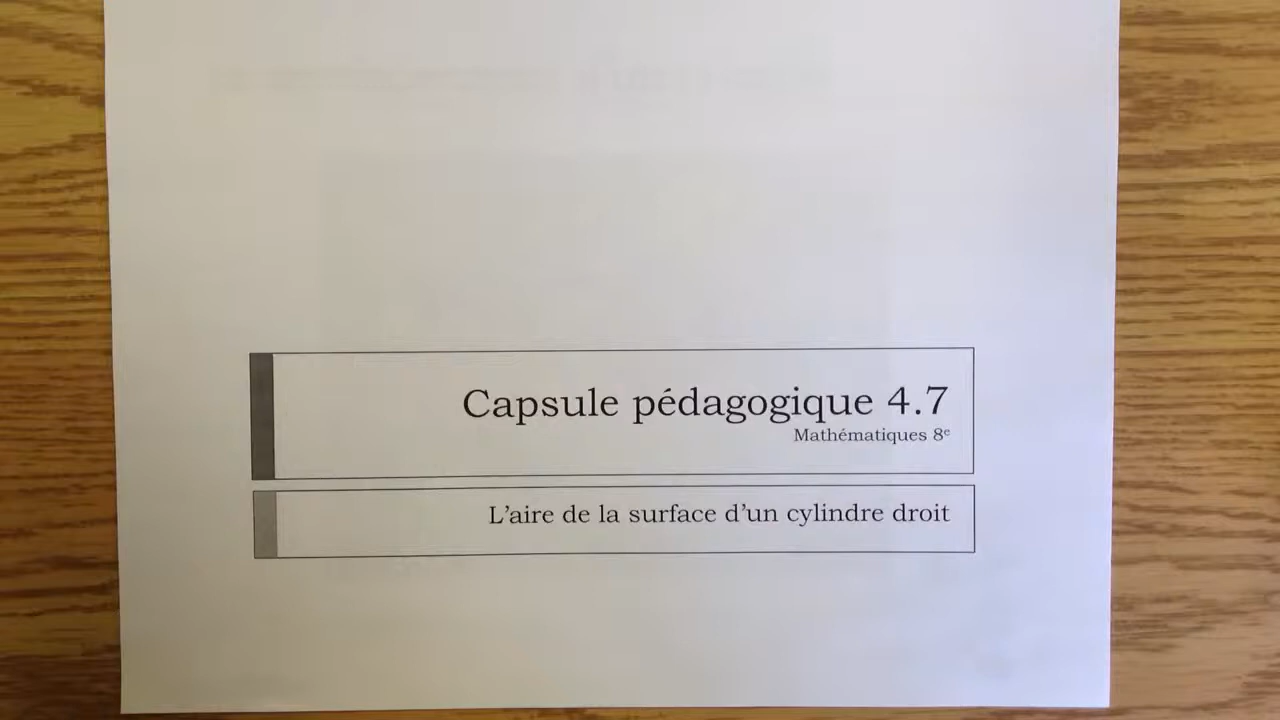 Capsule pédagogique 4.7
Mathématiques 8ᵉ
L'aire de la surface d'un cylindre droit